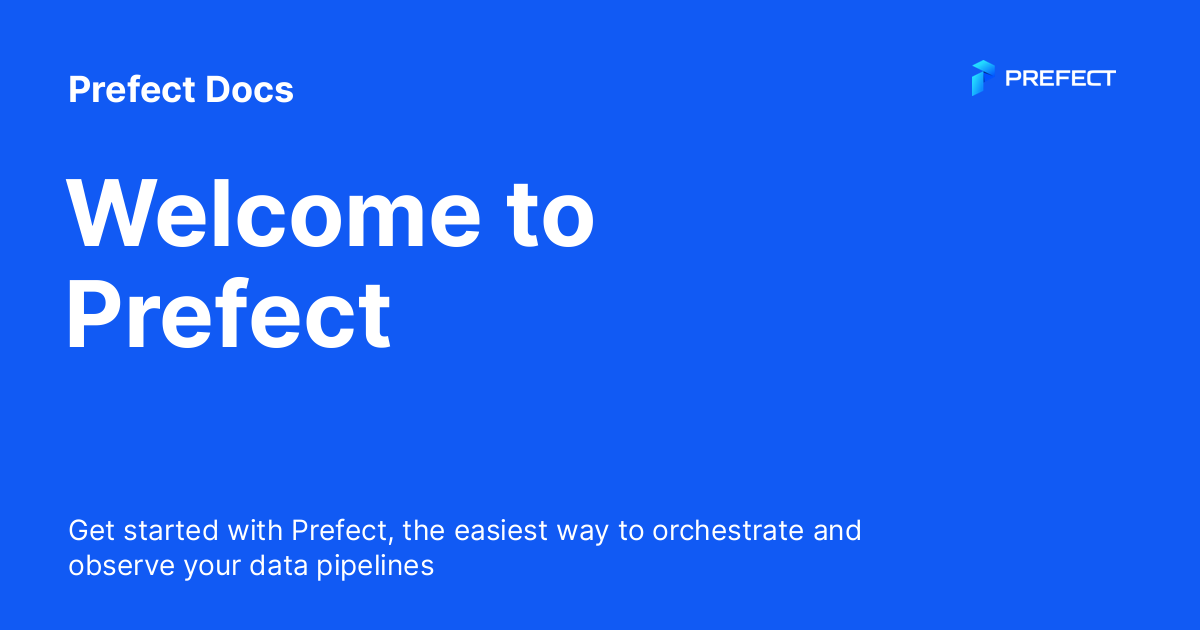 Prefect Docs
PREFECT
Welcome to
Prefect
Get started with Prefect, the easiest way to orchestrate and
observe your data pipelines